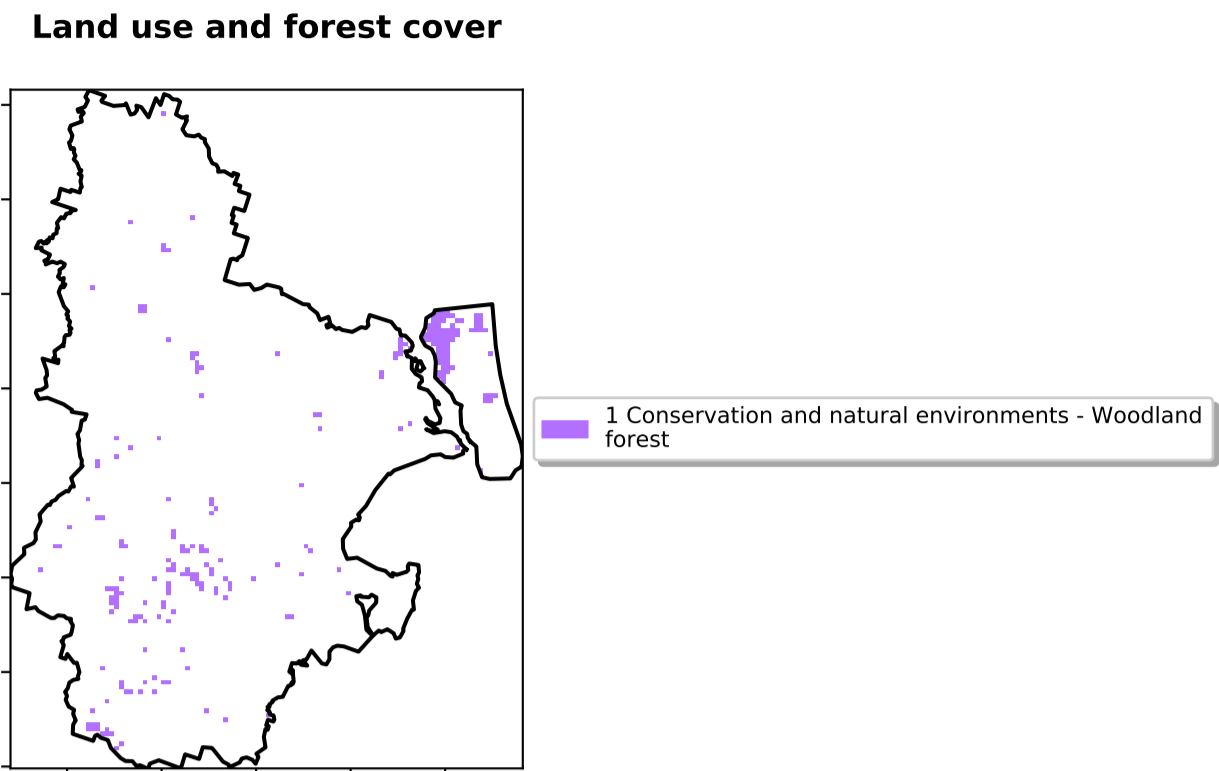 Land use and forest cover
1 Conservation and natural environments - Woodland
forest